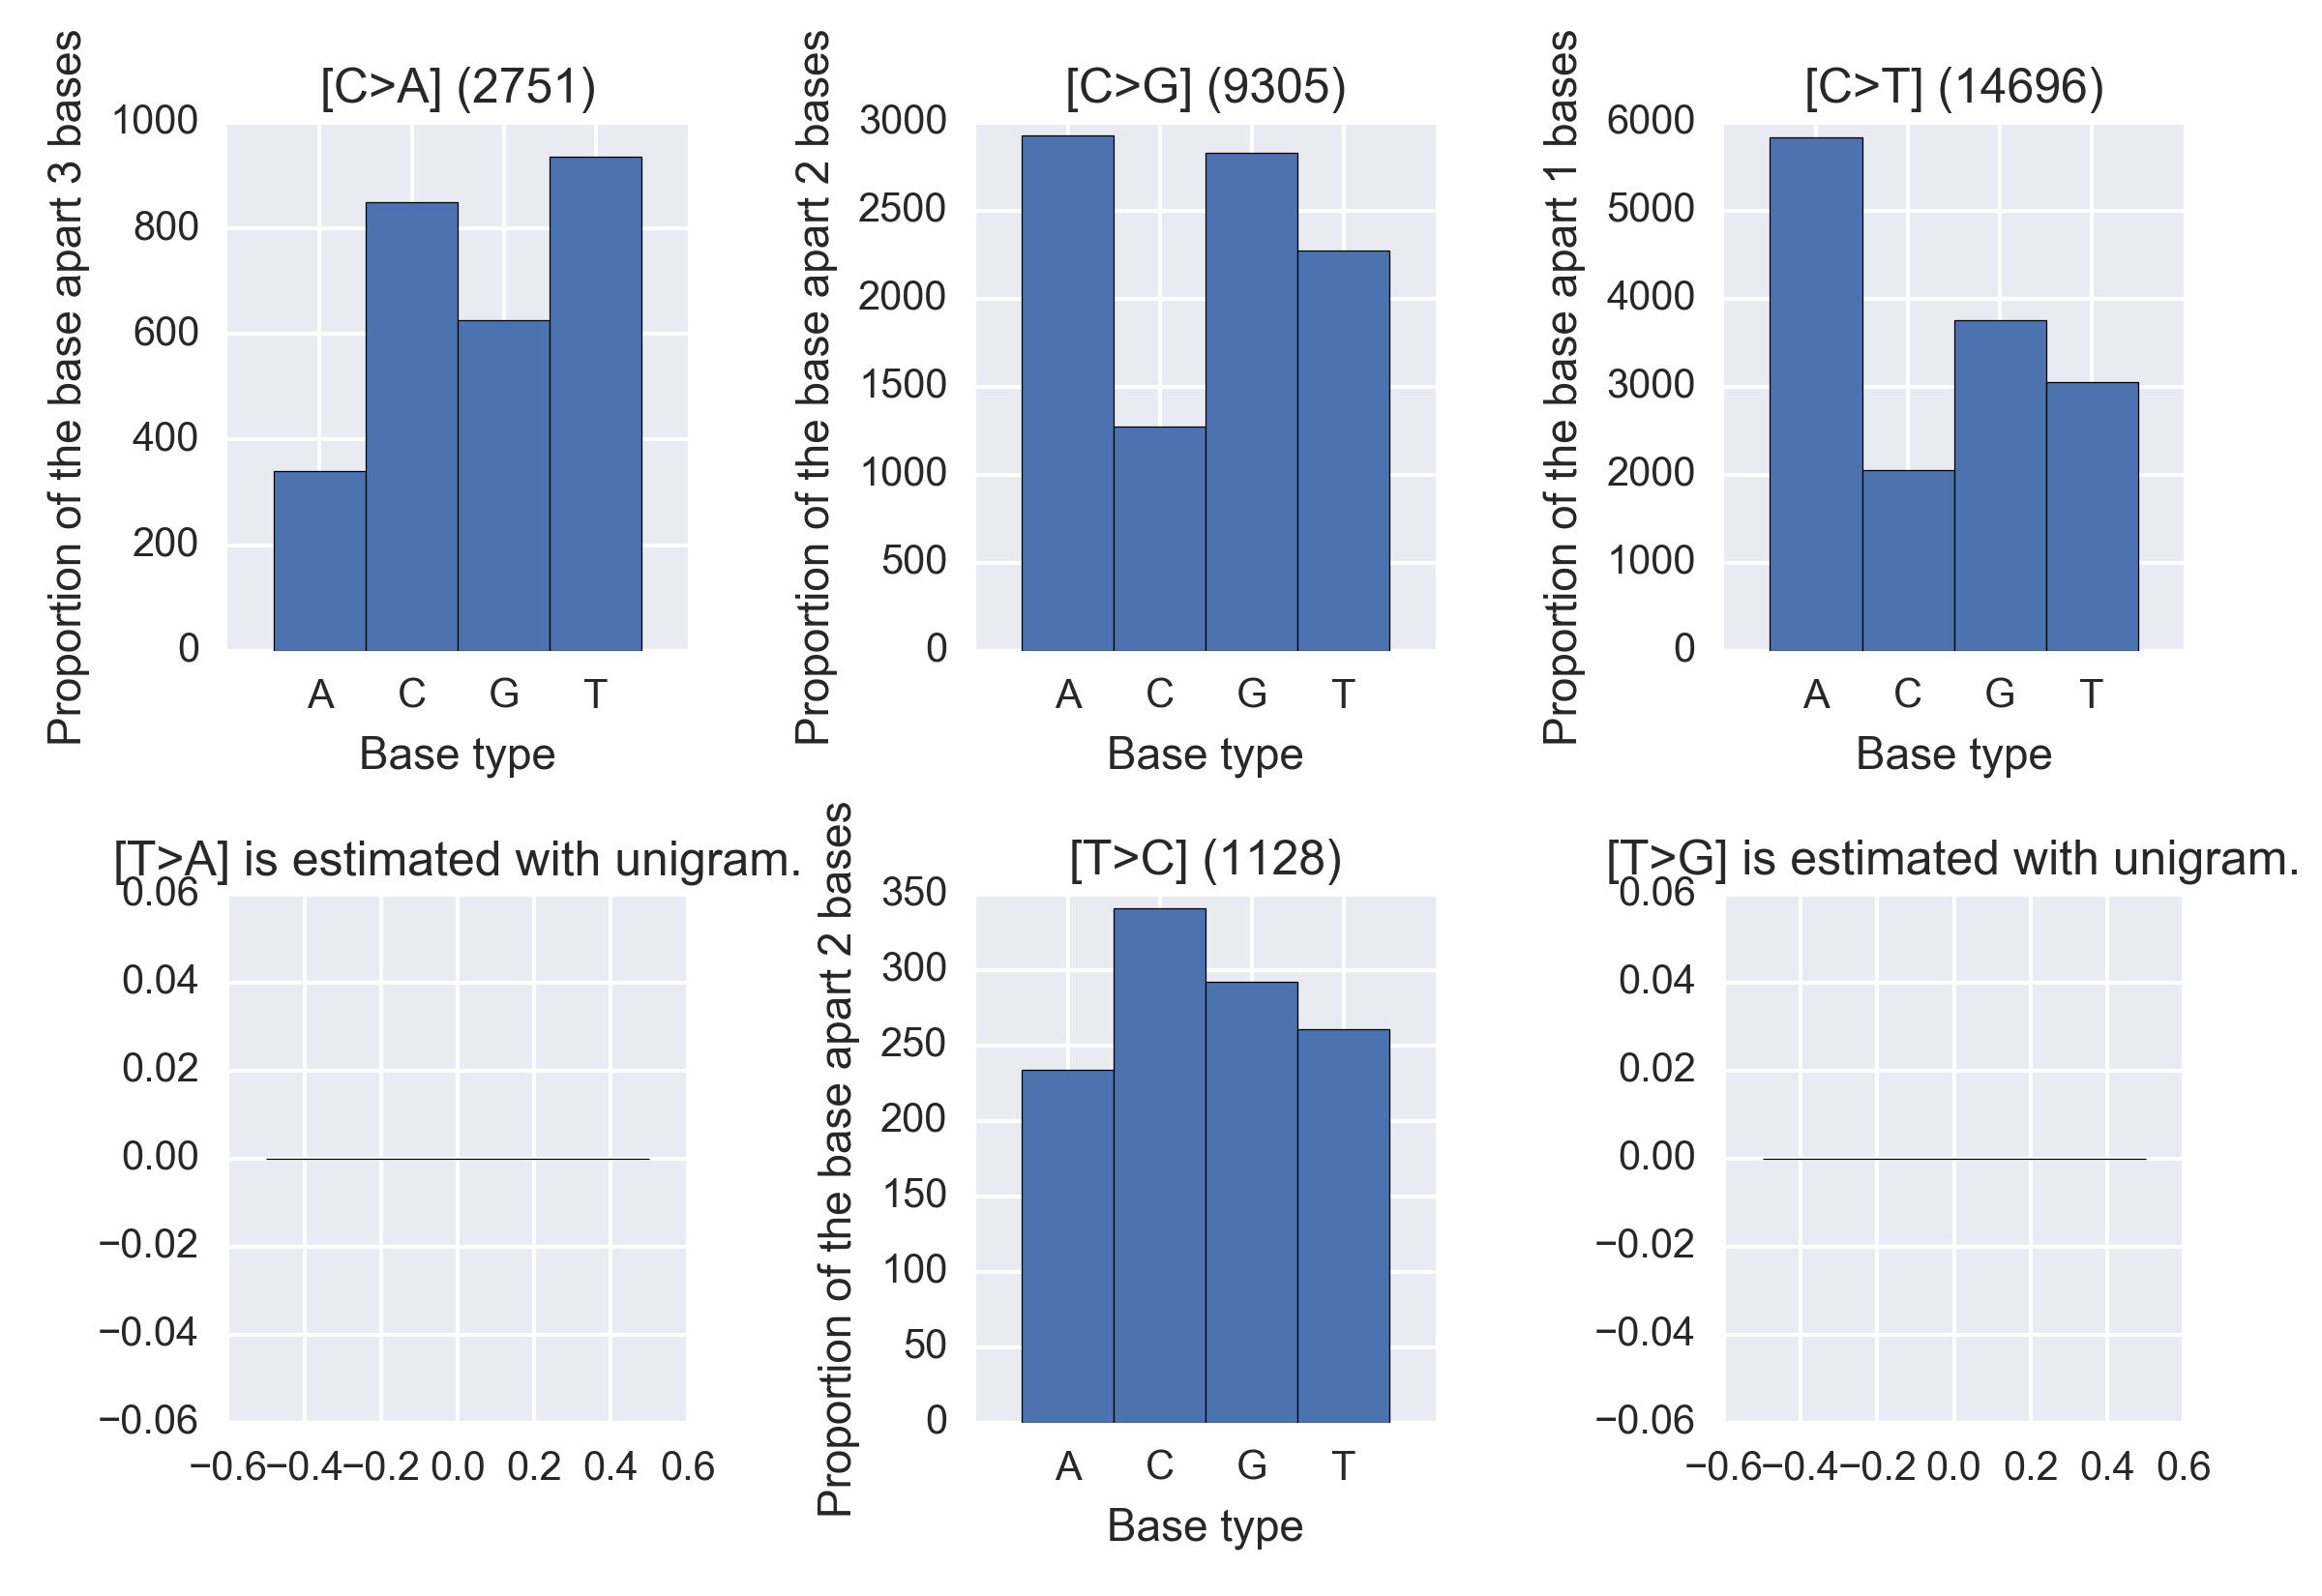 [C>A] (2751)
Proportion of the base apart 3 bases
1000
800
600
400
200
0
A C G T
Base type
[C>G] (9305)
Proportion of the base apart 2 bases
3000
2500
2000
1500
1000
500
0
A C G T
Base type
[C>T] (14696)
Proportion of the base apart 1 bases
6000
5000
4000
3000
2000
1000
0
A C G T
Base type
[T>A] is estimated with unigram.
0.06
0.04
0.02
0.00
−0.02
−0.04
−0.06
−0.6 −0.4 −0.2 0.0 0.2 0.4 0.6
[T>C] (1128)
Proportion of the base apart 2 bases
350
300
250
200
150
100
50
0
A C G T
Base type
[T>G] is estimated with unigram.
0.06
0.04
0.02
0.00
−0.02
−0.04
−0.06
−0.6 −0.4 −0.2 0.0 0.2 0.4 0.6